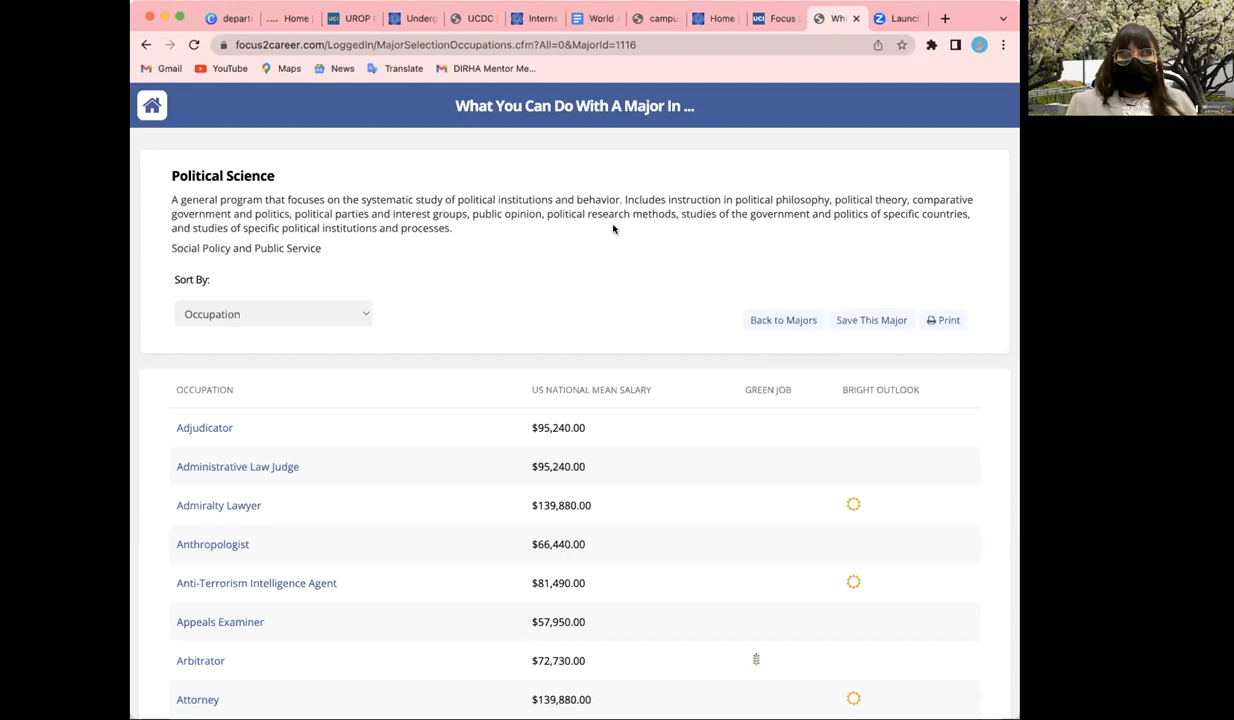 depart
.... Home
UCI UROP
Underg
UCDC
Interns
World
campu
Home
UCI Focus
Wh
Launch
focus2career.com/LoggedIn/MajorSelectionOccupations.cfm?All=0&MajorId=1116
Gmail YouTube Maps News Translate DIRHA Mentor Me...
What You Can Do With A Major In ...
Political Science
A general program that focuses on the systematic study of political institutions and behavior. Includes instruction in political philosophy, political theory, comparative
government and politics, political parties and interest groups, public opinion, political research methods, studies of the government and politics of specific countries,
and studies of specific political institutions and processes.
Social Policy and Public Service
Sort By:
Occupation
Back to Majors Save This Major Print
OCCUPATION US NATIONAL MEAN SALARY GREEN JOB BRIGHT OUTLOOK
Adjudicator $95,240.00
Administrative Law Judge $95,240.00
Admiralty Lawyer $139,880.00
Anthropologist $66,440.00
Anti-Terrorism Intelligence Agent $81,490.00
Appeals Examiner $57,950.00
Arbitrator $72,730.00
Attorney $139,880.00